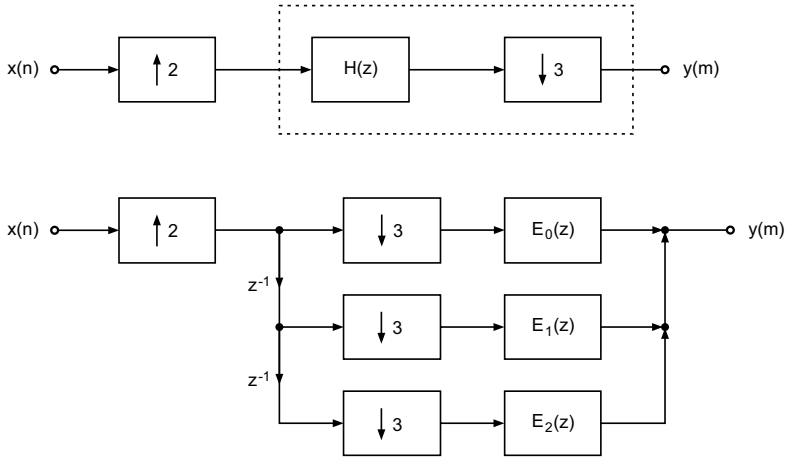 x(n) ↑ 2 H(z) ↓ 3 y(m)
x(n) ↑ 2 ↓ 3 E₀(z) y(m)
z⁻¹
↓ 3 E₁(z)
z⁻¹
↓ 3 E₂(z)